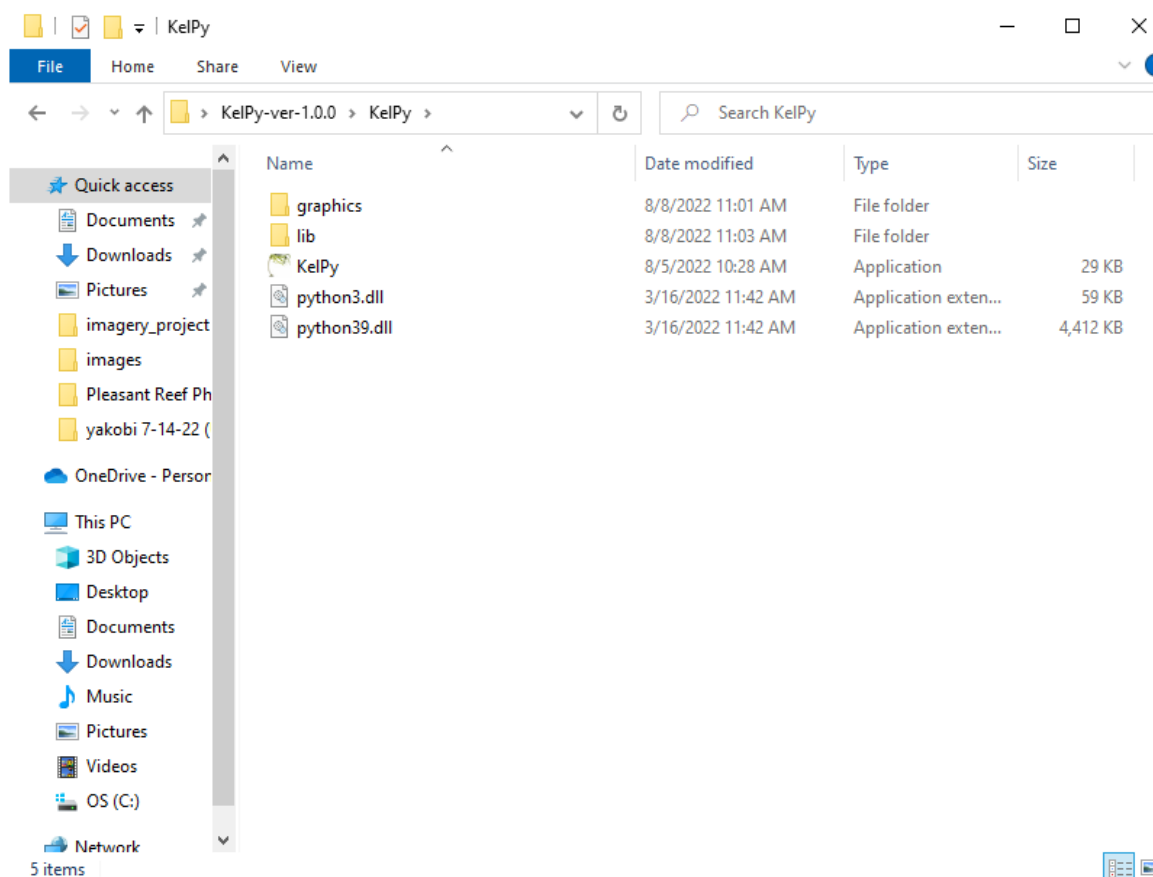 KelPy
File Home Share View
KelPy-ver-1.0.0 KelPy Search KelPy
Name Date modified Type Size
Quick access
Documents
Downloads
Pictures
imagery_project
images
Pleasant Reef Ph
yakobi 7-14-22 (
OneDrive - Person
This PC
3D Objects
Desktop
Documents
Downloads
Music
Pictures
Videos
OS (C:)
Network
graphics 8/8/2022 11:01 AM File folder
lib 8/8/2022 11:03 AM File folder
KelPy 8/5/2022 10:28 AM Application 29 KB
python3.dll 3/16/2022 11:42 AM Application exten... 59 KB
python39.dll 3/16/2022 11:42 AM Application exten... 4,412 KB
5 items